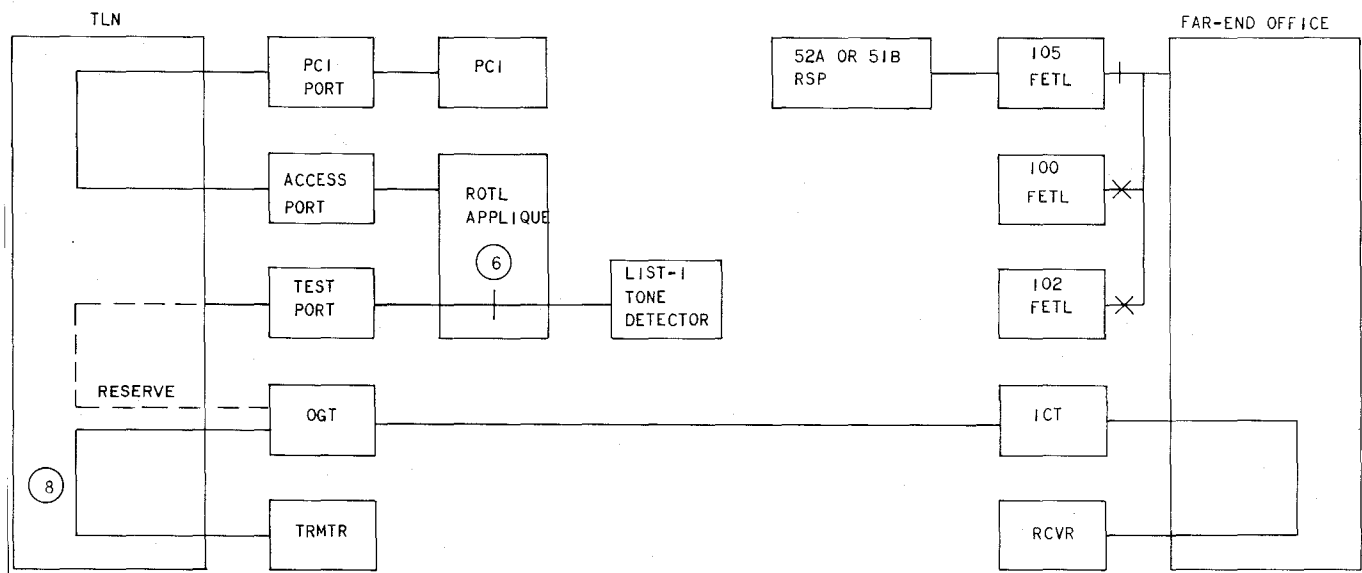 TLN
FAR-END OFFICE
PCI
PORT
PCI
52A OR 51B
RSP
105
FETL
ACCESS
PORT
ROTL
APPLIQUE
6
100
FETL
TEST
PORT
LIST-1
TONE
DETECTOR
102
FETL
RESERVE
OGT
ICT
8
TRMTR
RCVR